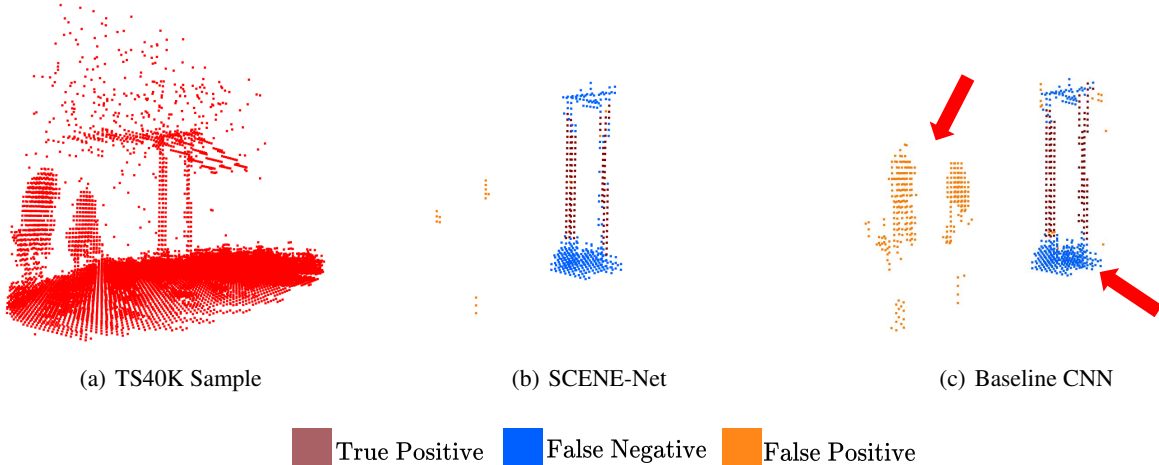 (a) TS40K Sample
(b) SCENE-Net
(c) Baseline CNN
True Positive
False Negative
False Positive